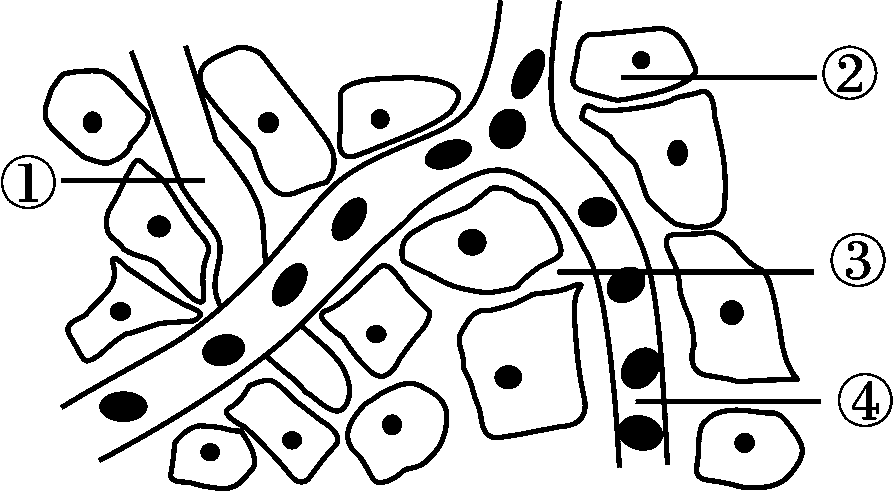 ①
②
③
④